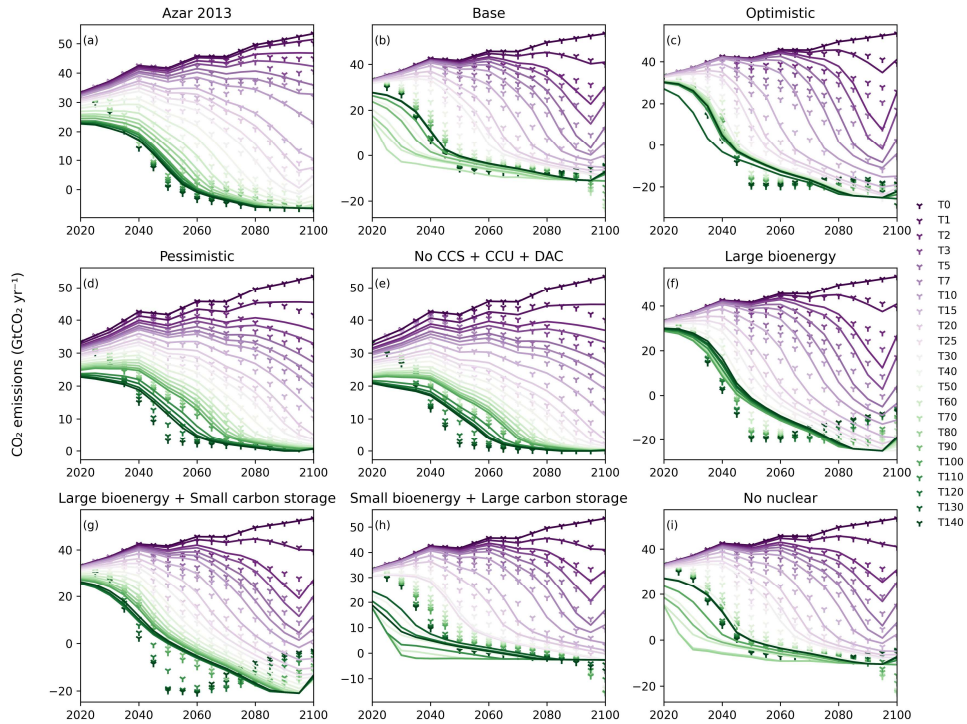 Azar 2013
Base
Optimistic
(a)
50
40
30
20
10
0
2020 2040 2060 2080 2100
(b)
40
20
0
−20
2020 2040 2060 2080 2100
(c)
40
20
0
−20
2020 2040 2060 2080 2100
Pessimistic
No CCS + CCU + DAC
Large bioenergy
CO₂ emissions (GtCO₂ yr⁻¹)
(d)
50
40
30
20
10
0
2020 2040 2060 2080 2100
(e)
50
40
30
20
10
0
2020 2040 2060 2080 2100
(f)
40
20
0
−20
2020 2040 2060 2080 2100
Large bioenergy + Small carbon storage
Small bioenergy + Large carbon storage
No nuclear
(g)
40
20
0
−20
2020 2040 2060 2080 2100
(h)
50
40
30
20
10
0
−10
2020 2040 2060 2080 2100
(i)
40
20
0
−20
2020 2040 2060 2080 2100
T0
T1
T2
T3
T5
T7
T10
T15
T20
T25
T30
T40
T50
T60
T70
T80
T90
T100
T110
T120
T130
T140